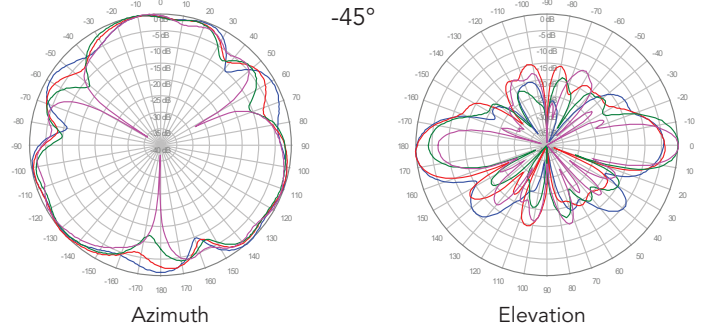 -45°
-20 -10 0 10 20
-30 30
-40 40
-50 50
-60 60
-70 70
-80 80
-90 90
-100 100
-110 110
-120 120
-130 130
-140 140
-150 150
-160 160
-170 180 170
0 dB
-5 dB
-10 dB
-15 dB
-20 dB
-25 dB
-30 dB
-35 dB
-40 dB
Azimuth
-100 -90 -80
-110 -70
-120 -60
-130 -50
-140 -40
-150 -30
-160 -20
-170 -10
180 0
170 10
160 20
150 30
140 40
130 50
120 60
110 70
100 90 80
0 dB
-5 dB
-10 dB
-15 dB
Elevation